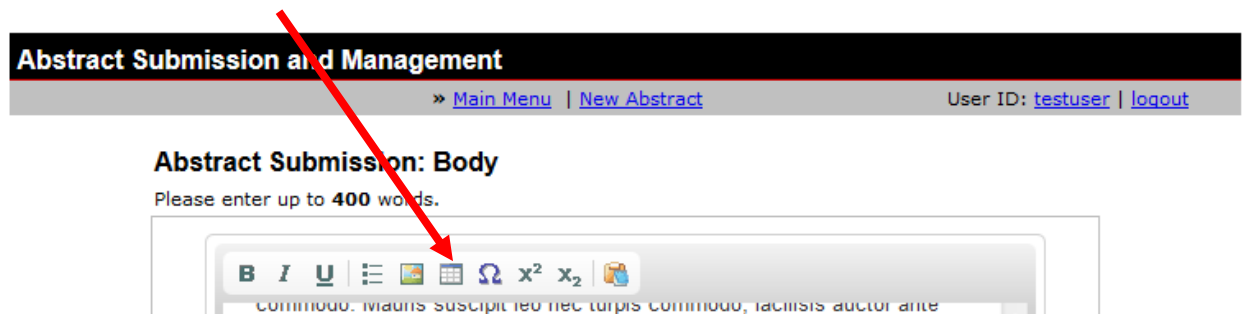 Abstract Submission and Management
» Main Menu | New Abstract User ID: testuser | logout
Abstract Submission: Body
Please enter up to 400 words.
B I U Ω x² x₂
commodo. Mauris suscipit leo nec turpis commodo, facilisis auctor ante